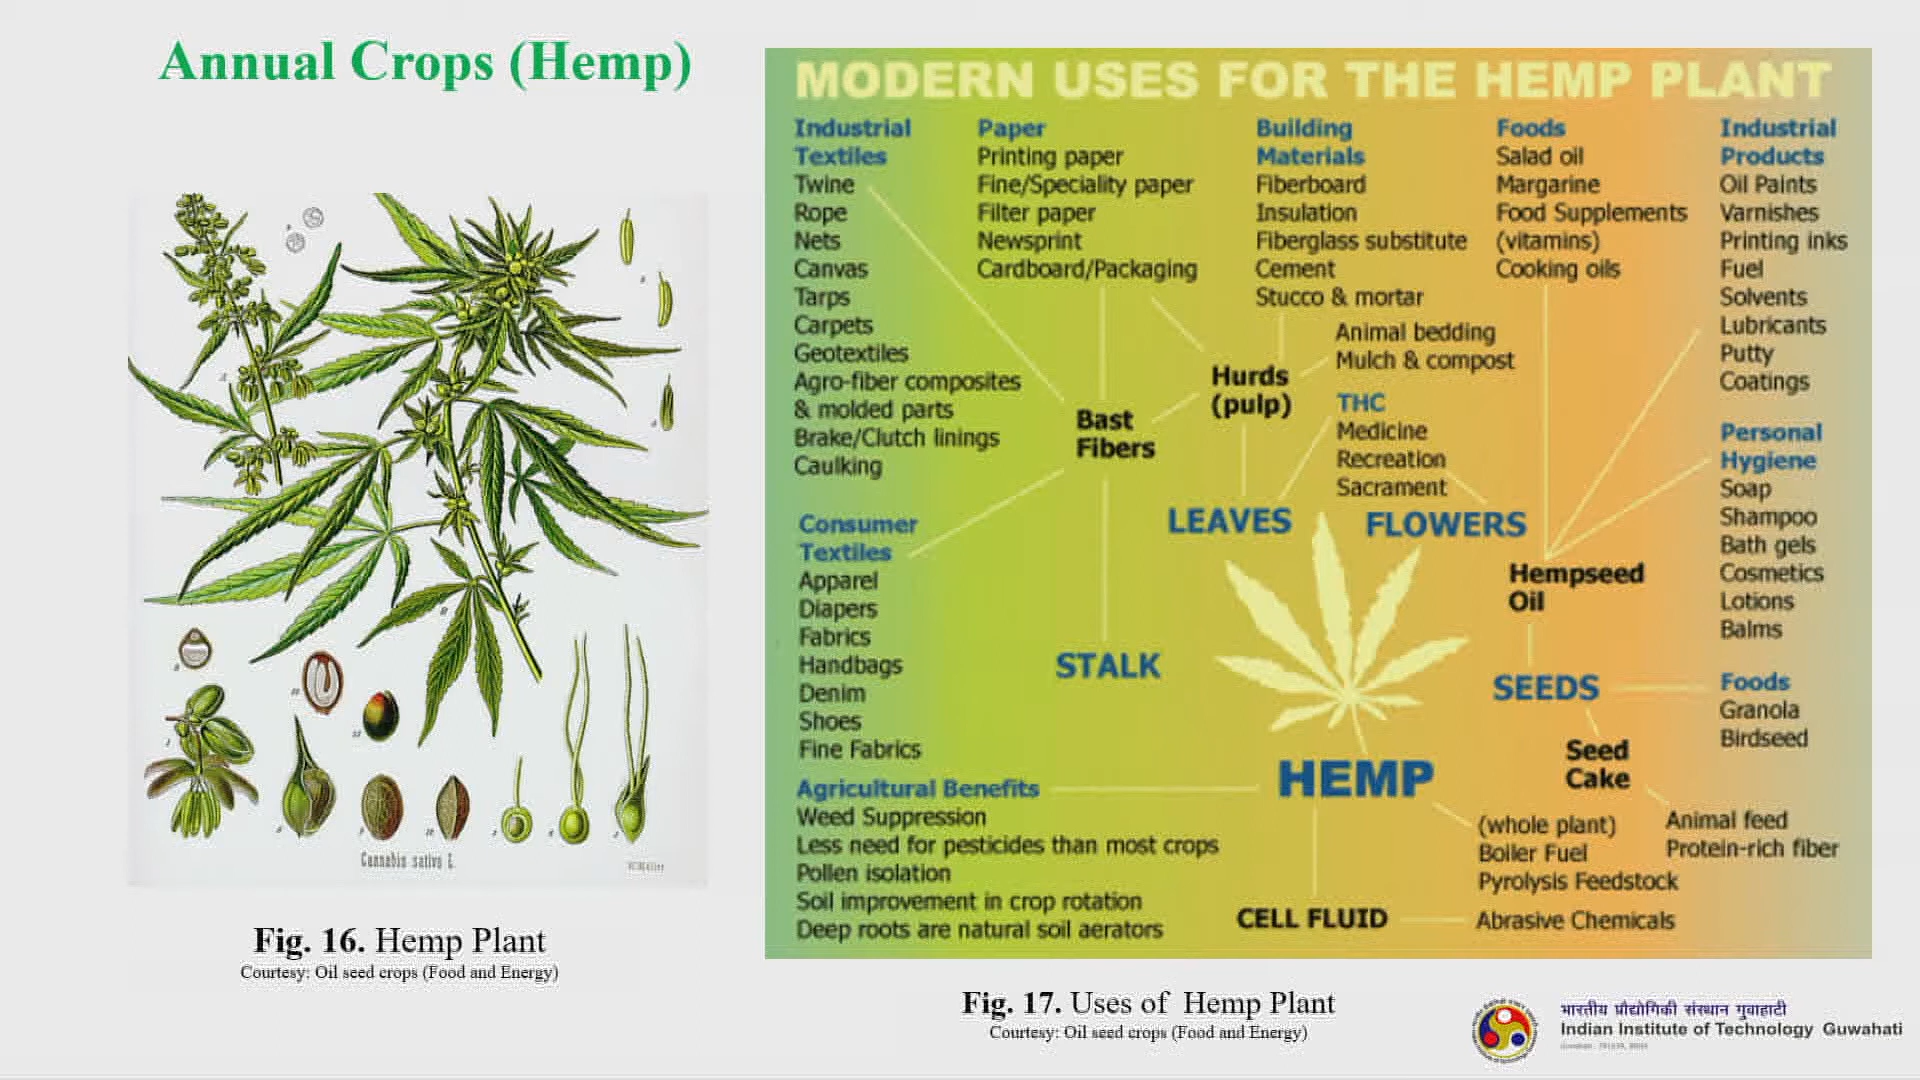 Annual Crops (Hemp)
Cannabis sativa L.
Fig. 16. Hemp Plant
Courtesy: Oil seed crops (Food and Energy)
MODERN USES FOR THE HEMP PLANT
Industrial
Textiles
Twine
Rope
Nets
Canvas
Tarps
Carpets
Geotextiles
Agro-fiber composites
& molded parts
Brake/Clutch linings
Caulking
Consumer
Textiles
Apparel
Diapers
Fabrics
Handbags
Denim
Shoes
Fine Fabrics
Agricultural Benefits
Weed Suppression
Less need for pesticides than most crops
Pollen isolation
Soil improvement in crop rotation
Deep roots are natural soil aerators
Paper
Printing paper
Fine/Speciality paper
Filter paper
Newsprint
Cardboard/Packaging
Bast
Fibers
STALK
Building
Materials
Fiberboard
Insulation
Fiberglass substitute
Cement
Stucco & mortar
Animal bedding
Mulch & compost
Hurds
(pulp)
THC
Medicine
Recreation
Sacrament
LEAVES
FLOWERS
HEMP
(whole plant)
Boiler Fuel
Pyrolysis Feedstock
CELL FLUID
Abrasive Chemicals
Foods
Salad oil
Margarine
Food Supplements
(vitamins)
Cooking oils
Hempseed
Oil
SEEDS
Seed
Cake
Animal feed
Protein-rich fiber
Industrial
Products
Oil Paints
Varnishes
Printing inks
Fuel
Solvents
Lubricants
Putty
Coatings
Personal
Hygiene
Soap
Shampoo
Bath gels
Cosmetics
Lotions
Balms
Foods
Granola
Birdseed
Fig. 17. Uses of Hemp Plant
Courtesy: Oil seed crops (Food and Energy)
भारतीय प्रौद्योगिकी संस्थान गुवाहाटी
Indian Institute of Technology Guwahati